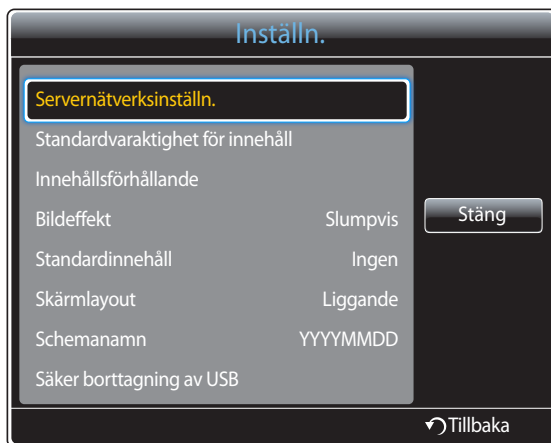 Inställn.
Servernätverksinställn.
Standardvaraktighet för innehåll
Innehållsförhållande
Bildeffekt Slumpvis
Stäng
Standardinnehåll Ingen
Skärmlayout Liggande
Schemanamn YYYYMMDD
Säker borttagning av USB
Tillbaka